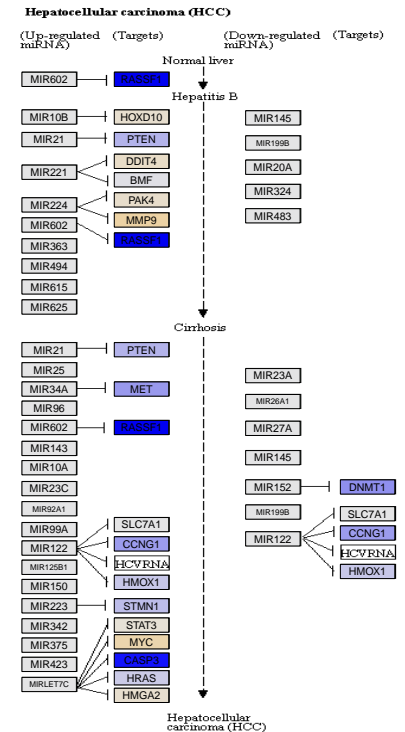 Hepatocellular carcinoma (HCC)
(Up-regulated miRNA) (Targets) (Down-regulated miRNA) (Targets)
Normal liver
MIR602 RASSF1
Hepatitis B
MIR10B HOXD10 MIR145
MIR21 PTEN MIR199B
DDIT4
MIR221 MIR20A
BMF
MIR324
PAK4
MIR224 MIR483
MMP9
MIR602
RASSF1
MIR363
MIR494
MIR615
MIR625
Cirrhosis
MIR21 PTEN
MIR25 MIR23A
MIR34A MET
MIR26A1
MIR96
MIR602 RASSF1 MIR27A
MIR143
MIR145
MIR10A
MIR23C MIR152 DNMT1
MIR92A1
MIR199B SLC7A1
MIR99A SLC7A1
CCNG1
MIR122 CCNG1 MIR122
HCVRNA
MIR125B1 HCVRNA
HMOX1
MIR150 HMOX1
MIR223 STMN1
MIR342 STAT3
MIR375 MYC
MIR423 CASP3
HRAS
MIRLET7C
HMGA2
Hepatocellular
carcinoma (HCC)